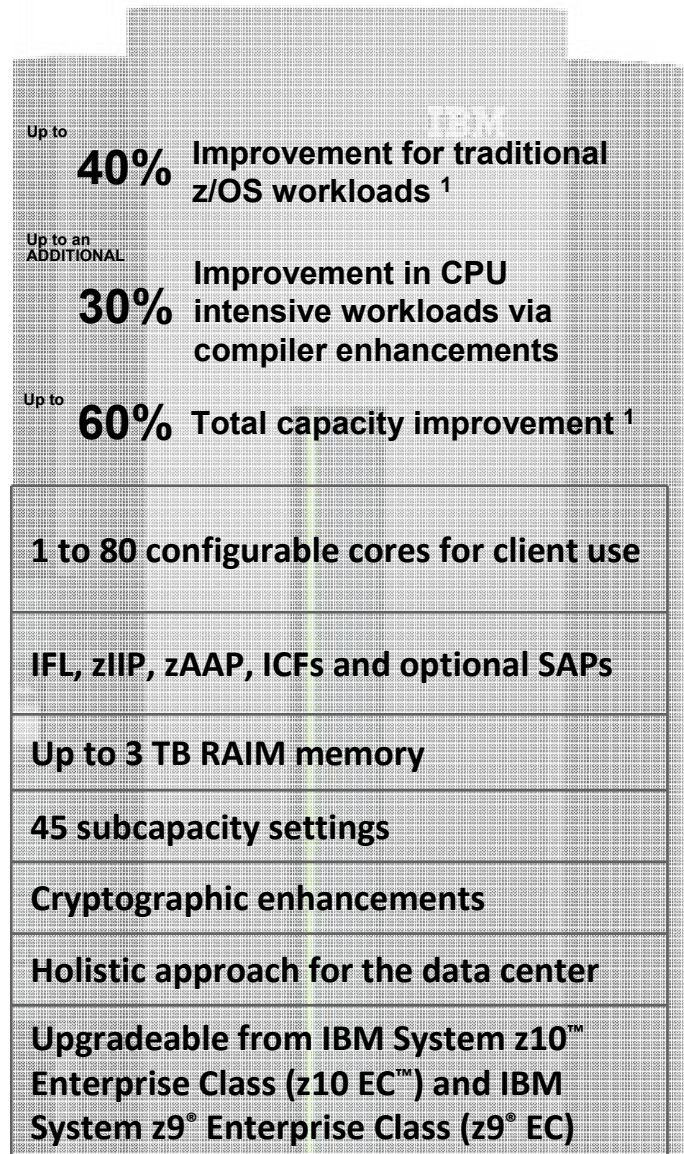 IBM
Up to
40% Improvement for traditional
z/OS workloads ¹
Up to an
ADDITIONAL
30% Improvement in CPU
intensive workloads via
compiler enhancements
Up to
60% Total capacity improvement ¹
1 to 80 configurable cores for client use
IFL, zIIP, zAAP, ICFs and optional SAPs
Up to 3 TB RAIM memory
45 subcapacity settings
Cryptographic enhancements
Holistic approach for the data center
Upgradeable from IBM System z10™
Enterprise Class (z10 EC™) and IBM
System z9® Enterprise Class (z9® EC)